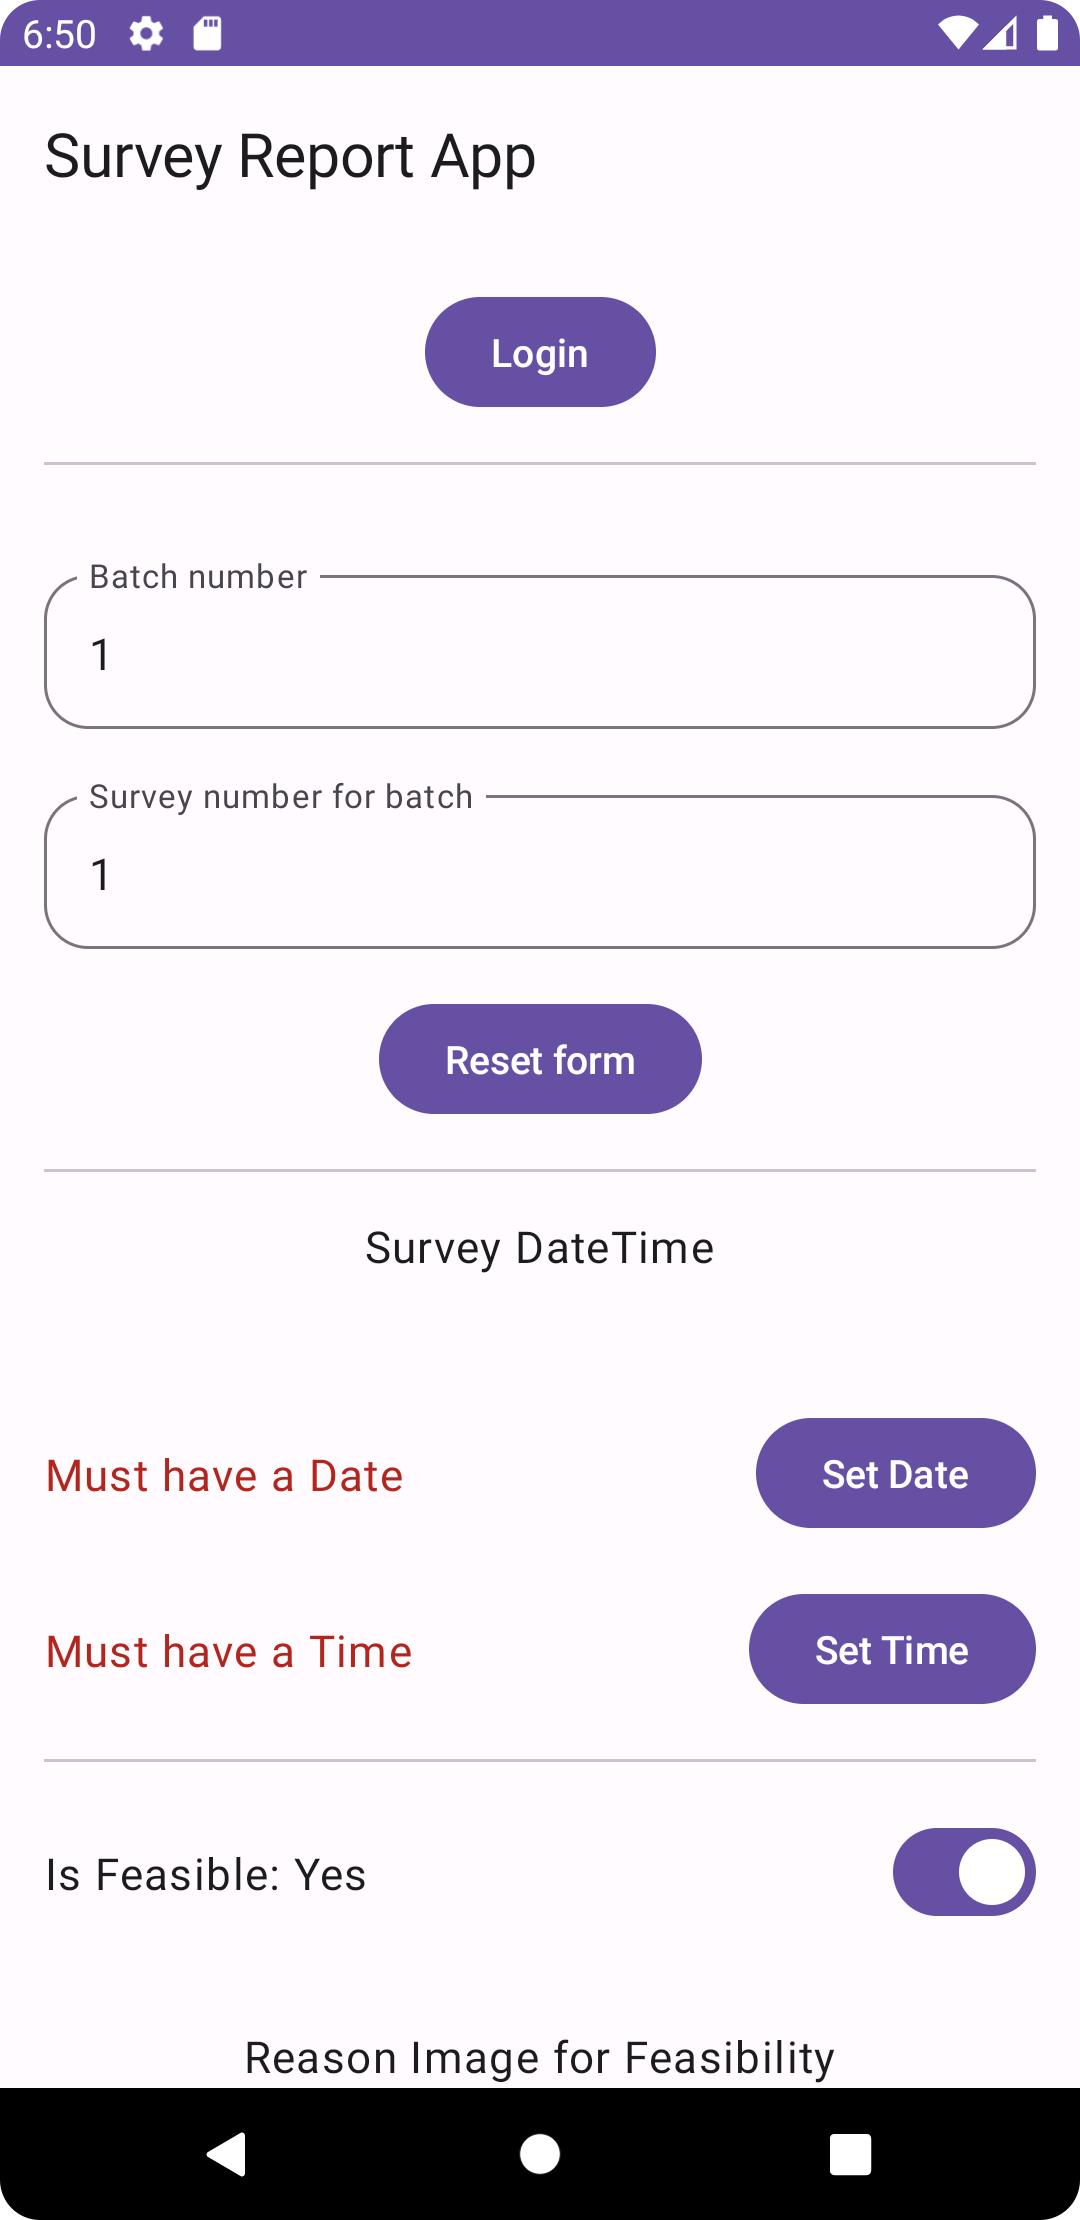 6:50
Survey Report App
Login
Batch number
1
Survey number for batch
1
Reset form
Survey DateTime
Must have a Date
Set Date
Must have a Time
Set Time
Is Feasible: Yes
Reason Image for Feasibility